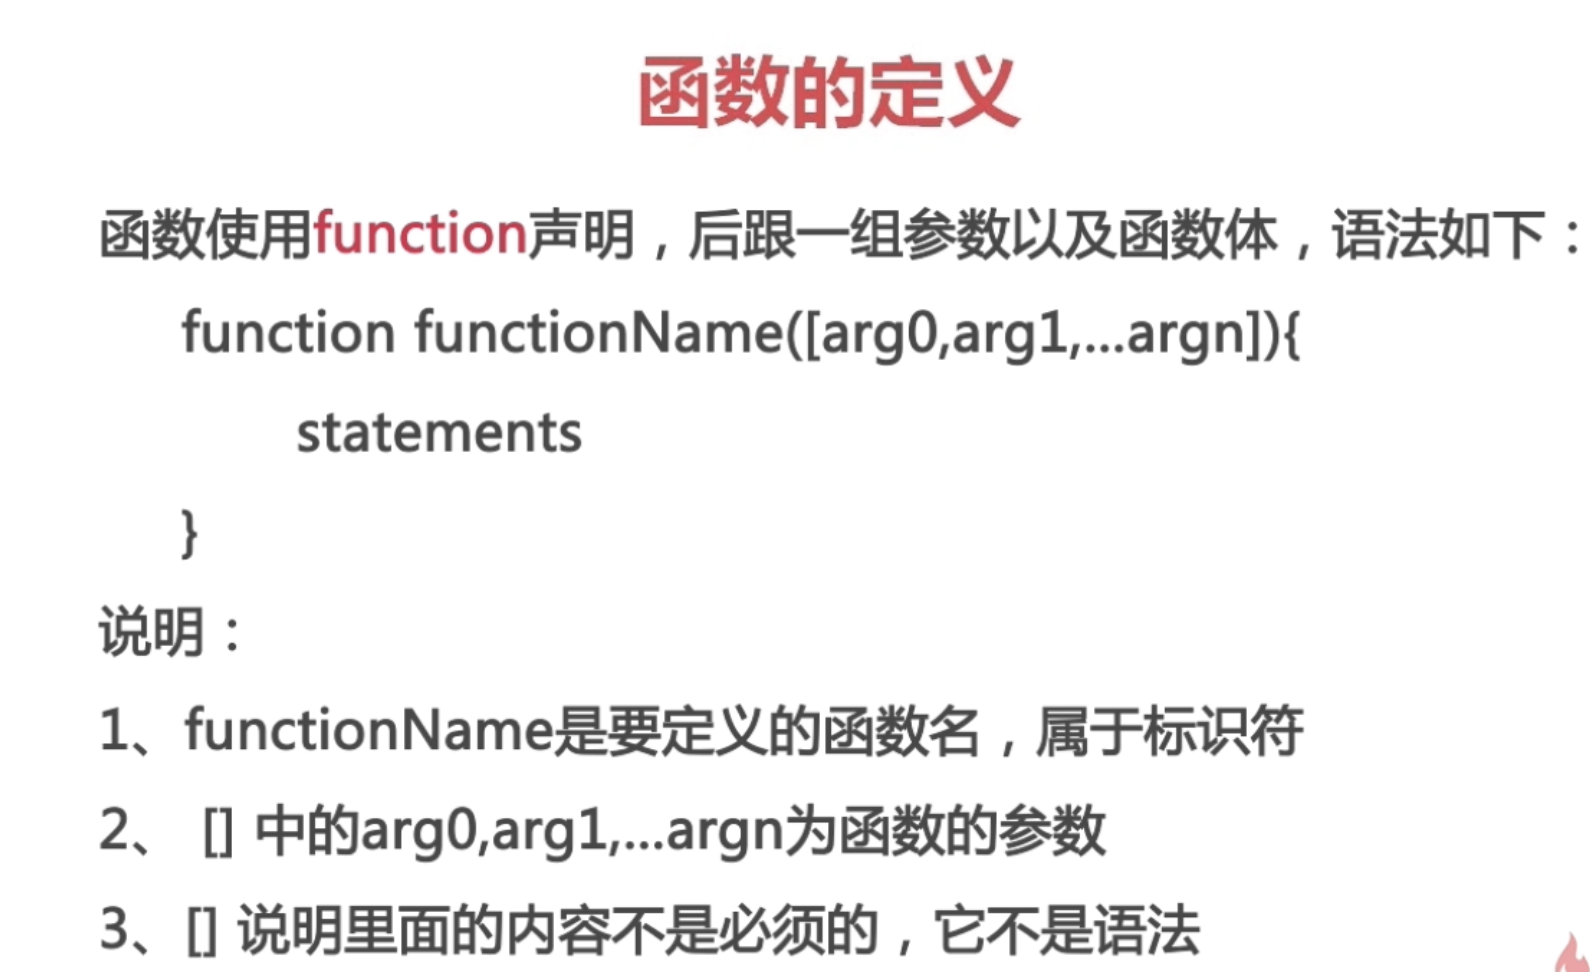 函数的定义
函数使用function声明，后跟一组参数以及函数体，语法如下：
function functionName([arg0,arg1,...argn]){
statements
}
说明：
1、functionName是要定义的函数名，属于标识符
2、 [] 中的arg0,arg1,...argn为函数的参数
3、[] 说明里面的内容不是必须的，它不是语法